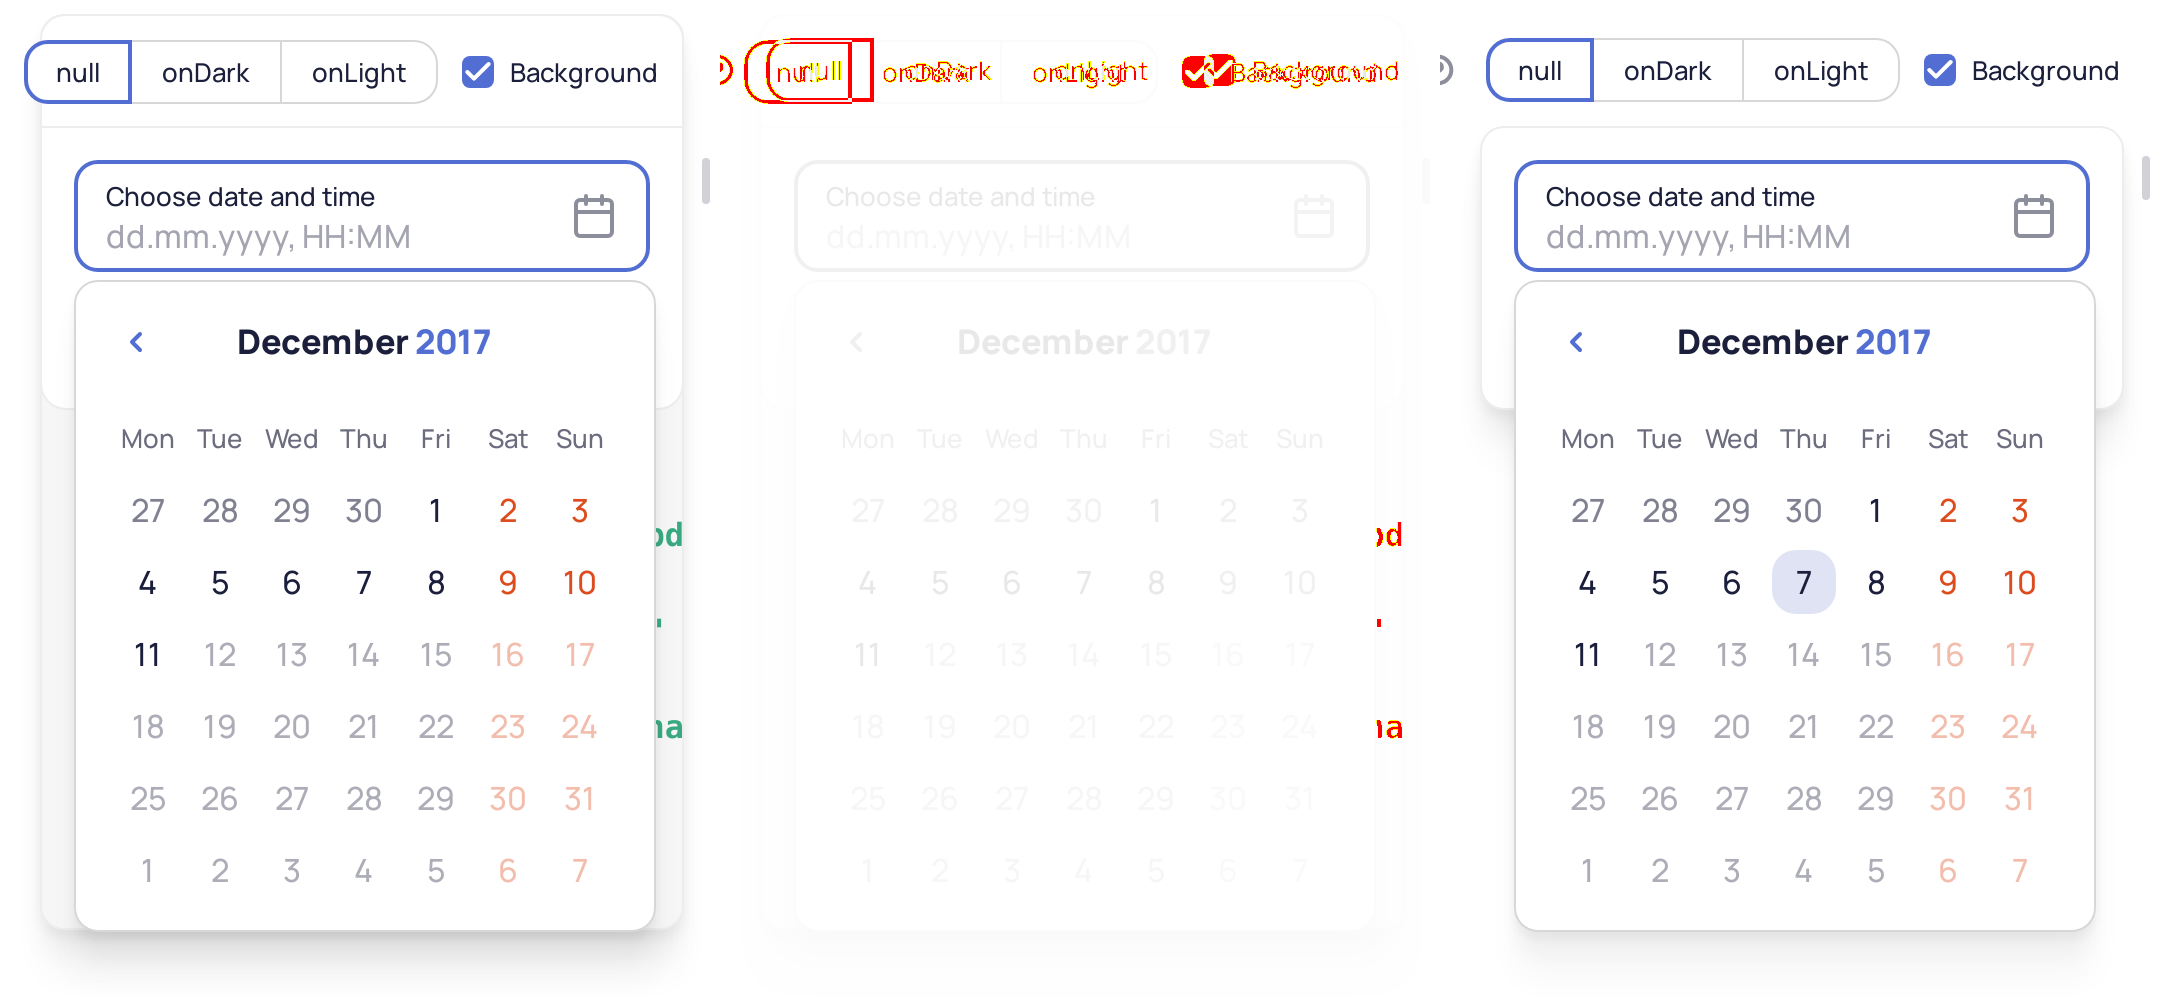 null onDark onLight Background
Choose date and time
dd.mm.yyyy, HH:MM
December 2017
Mon Tue Wed Thu Fri Sat Sun
27 28 29 30 1 2 3
4 5 6 7 8 9 10
11 12 13 14 15 16 17
18 19 20 21 22 23 24
25 26 27 28 29 30 31
1 2 3 4 5 6 7
null onDark onLight Background
Choose date and time
dd.mm.yyyy, HH:MM
December 2017
Mon Tue Wed Thu Fri Sat Sun
27 28 29 30 1 2 3
4 5 6 7 8 9 10
11 12 13 14 15 16 17
18 19 20 21 22 23 24
25 26 27 28 29 30 31
1 2 3 4 5 6 7
null onDark onLight Background
Choose date and time
dd.mm.yyyy, HH:MM
December 2017
Mon Tue Wed Thu Fri Sat Sun
27 28 29 30 1 2 3
4 5 6 7 8 9 10
11 12 13 14 15 16 17
18 19 20 21 22 23 24
25 26 27 28 29 30 31
1 2 3 4 5 6 7